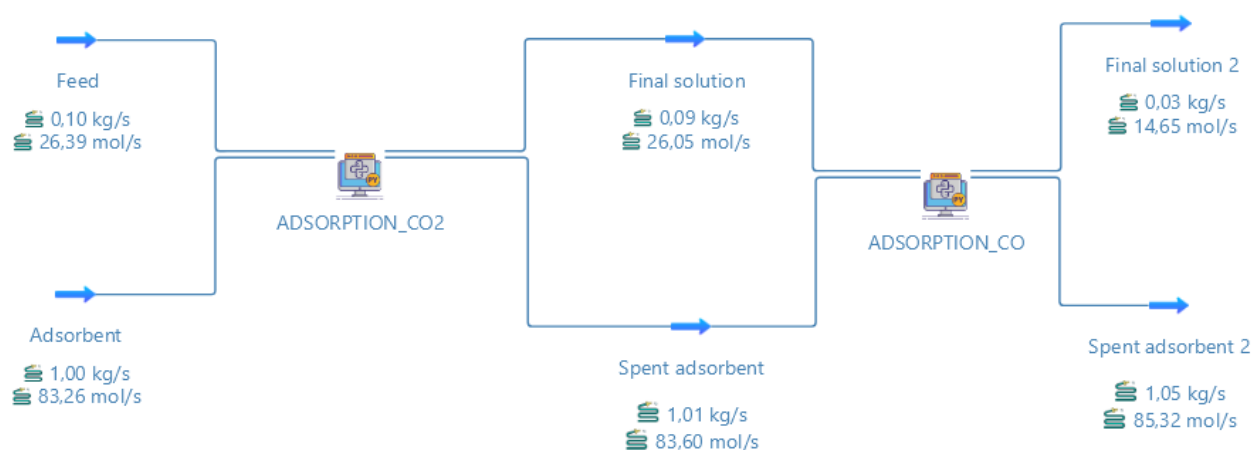 Feed
0,10 kg/s
26,39 mol/s
Adsorbent
1,00 kg/s
83,26 mol/s
PY
ADSORPTION_CO2
Final solution
0,09 kg/s
26,05 mol/s
Spent adsorbent
1,01 kg/s
83,60 mol/s
PY
ADSORPTION_CO
Final solution 2
0,03 kg/s
14,65 mol/s
Spent adsorbent 2
1,05 kg/s
85,32 mol/s